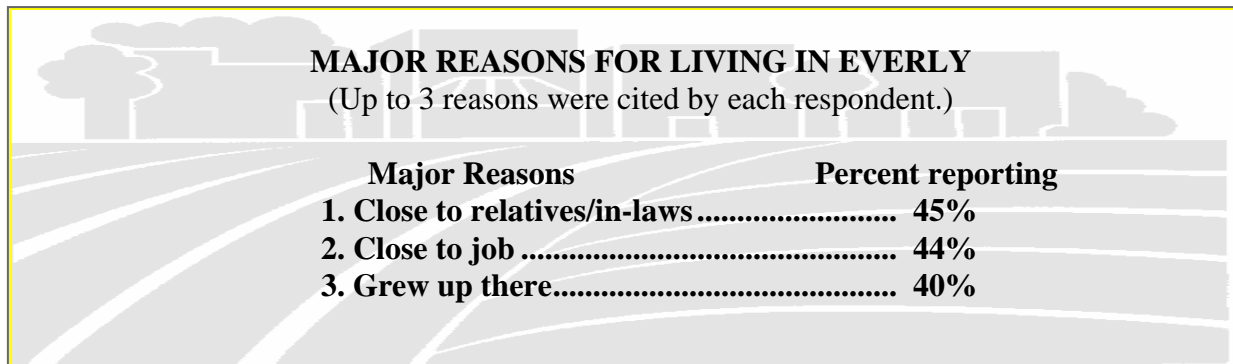 MAJOR REASONS FOR LIVING IN EVERLY
(Up to 3 reasons were cited by each respondent.)
Major Reasons Percent reporting
1. Close to relatives/in-laws......................... 45%
2. Close to job ............................................... 44%
3. Grew up there........................................... 40%